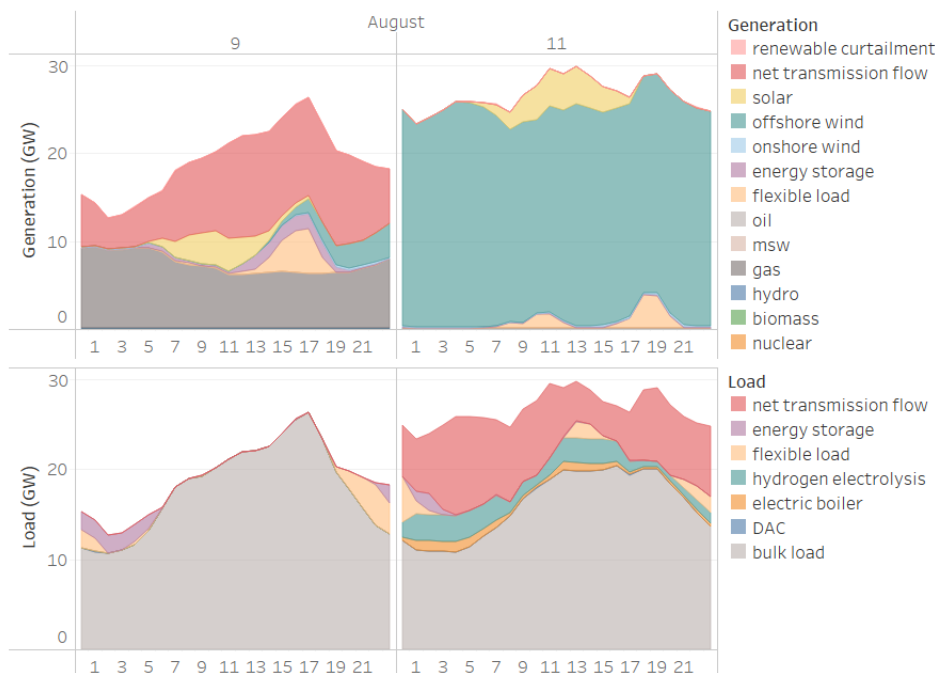 August
9 11
Generation (GW)
30
20
10
0
1 3 5 7 9 11 13 15 17 19 21 1 3 5 7 9 11 13 15 17 19 21
Load (GW)
30
20
10
0
1 3 5 7 9 11 13 15 17 19 21 1 3 5 7 9 11 13 15 17 19 21
Generation
renewable curtailment
net transmission flow
solar
offshore wind
onshore wind
energy storage
flexible load
oil
msw
gas
hydro
biomass
nuclear
Load
net transmission flow
energy storage
flexible load
hydrogen electrolysis
electric boiler
DAC
bulk load